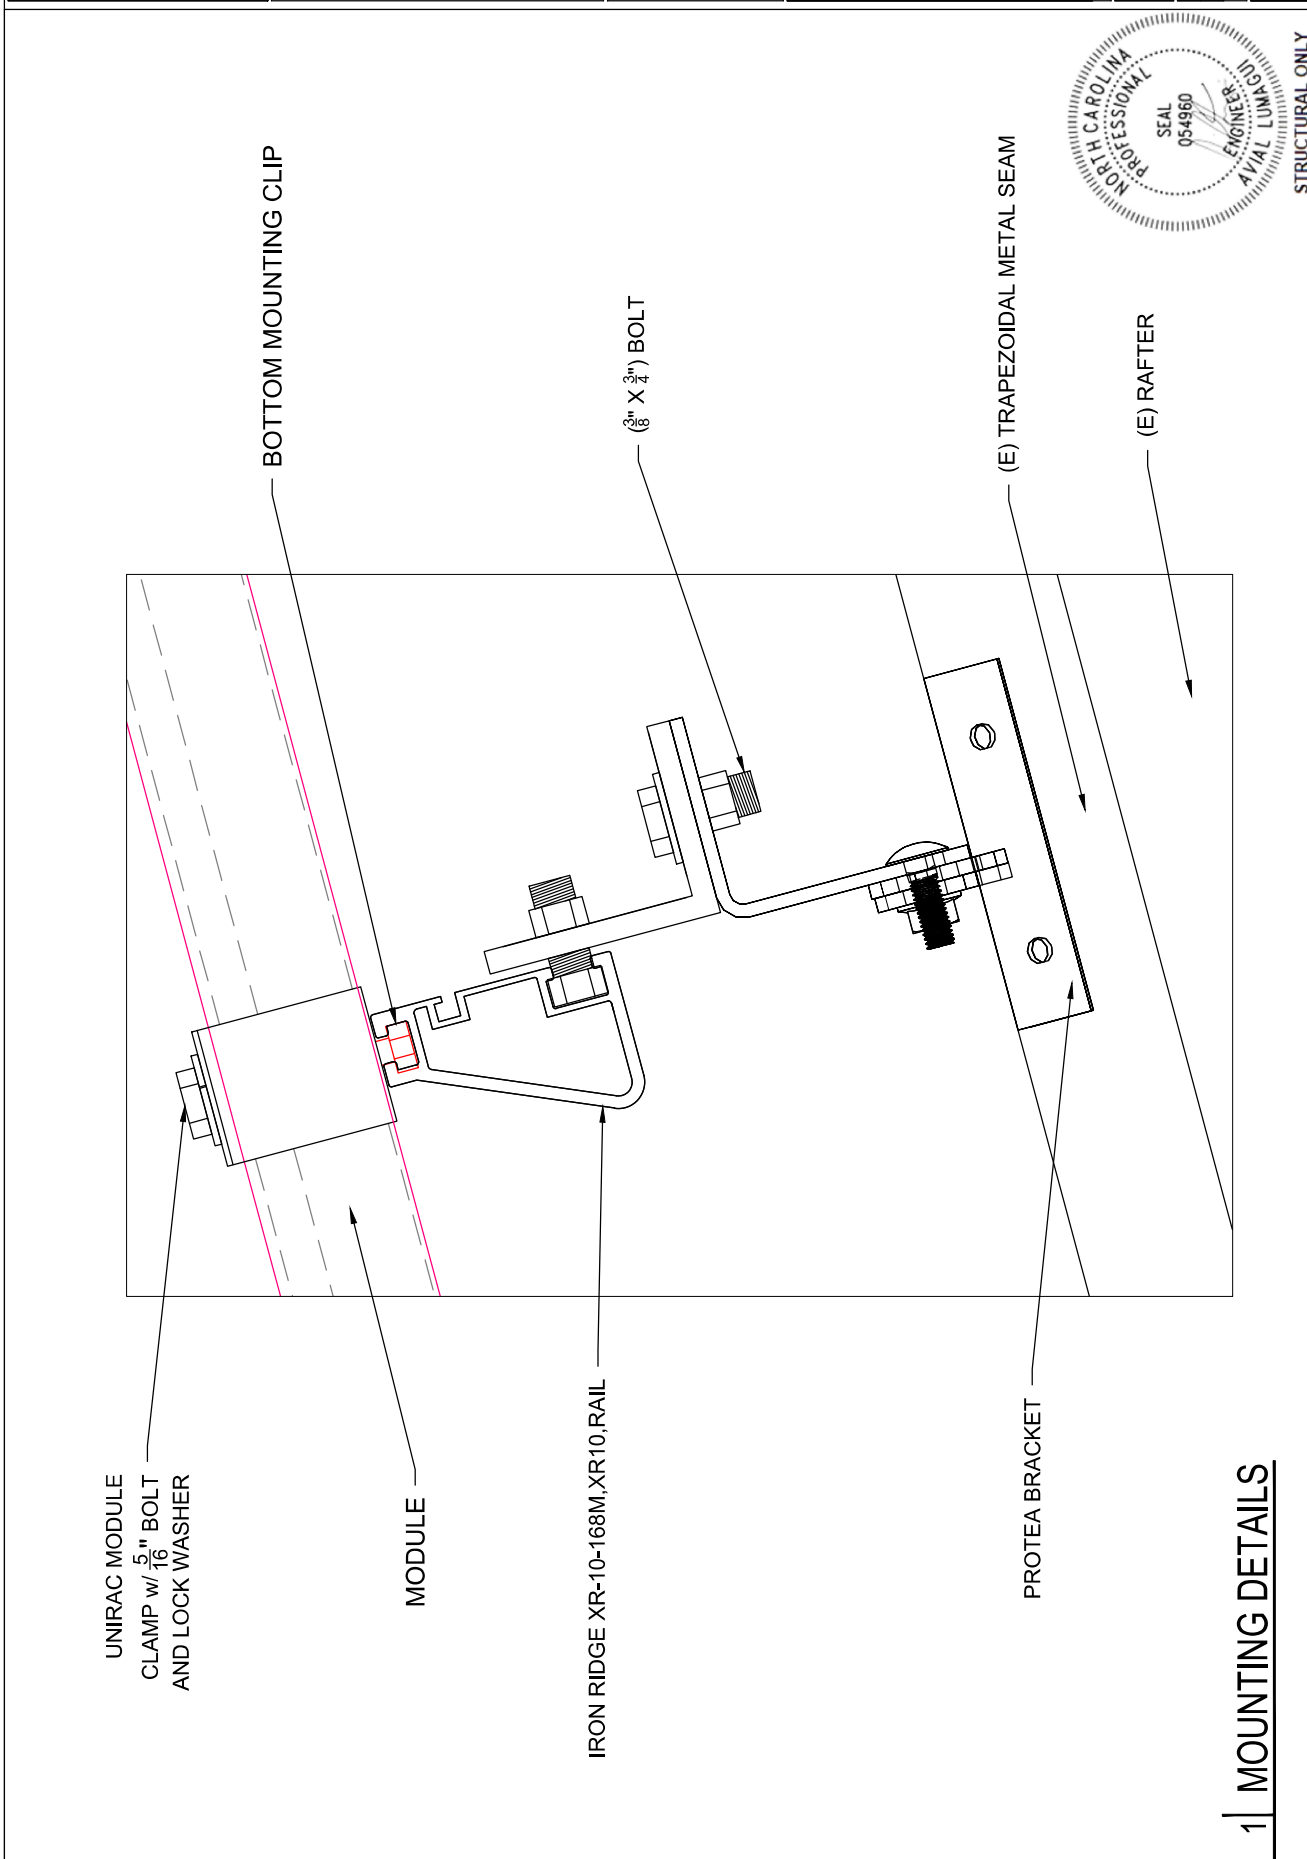 UNIRAC MODULE
CLAMP w/ 5/16" BOLT
AND LOCK WASHER
MODULE
IRON RIDGE XR-10-168M,XR10,RAIL
PROTEA BRACKET
BOTTOM MOUNTING CLIP
(3/8" X 3/4") BOLT
(E) TRAPEZOIDAL METAL SEAM
(E) RAFTER
1 MOUNTING DETAILS
NORTH CAROLINA
PROFESSIONAL
SEAL
054960
ENGINEER
AVIAL LUMAGUI
STRUCTURAL ONLY